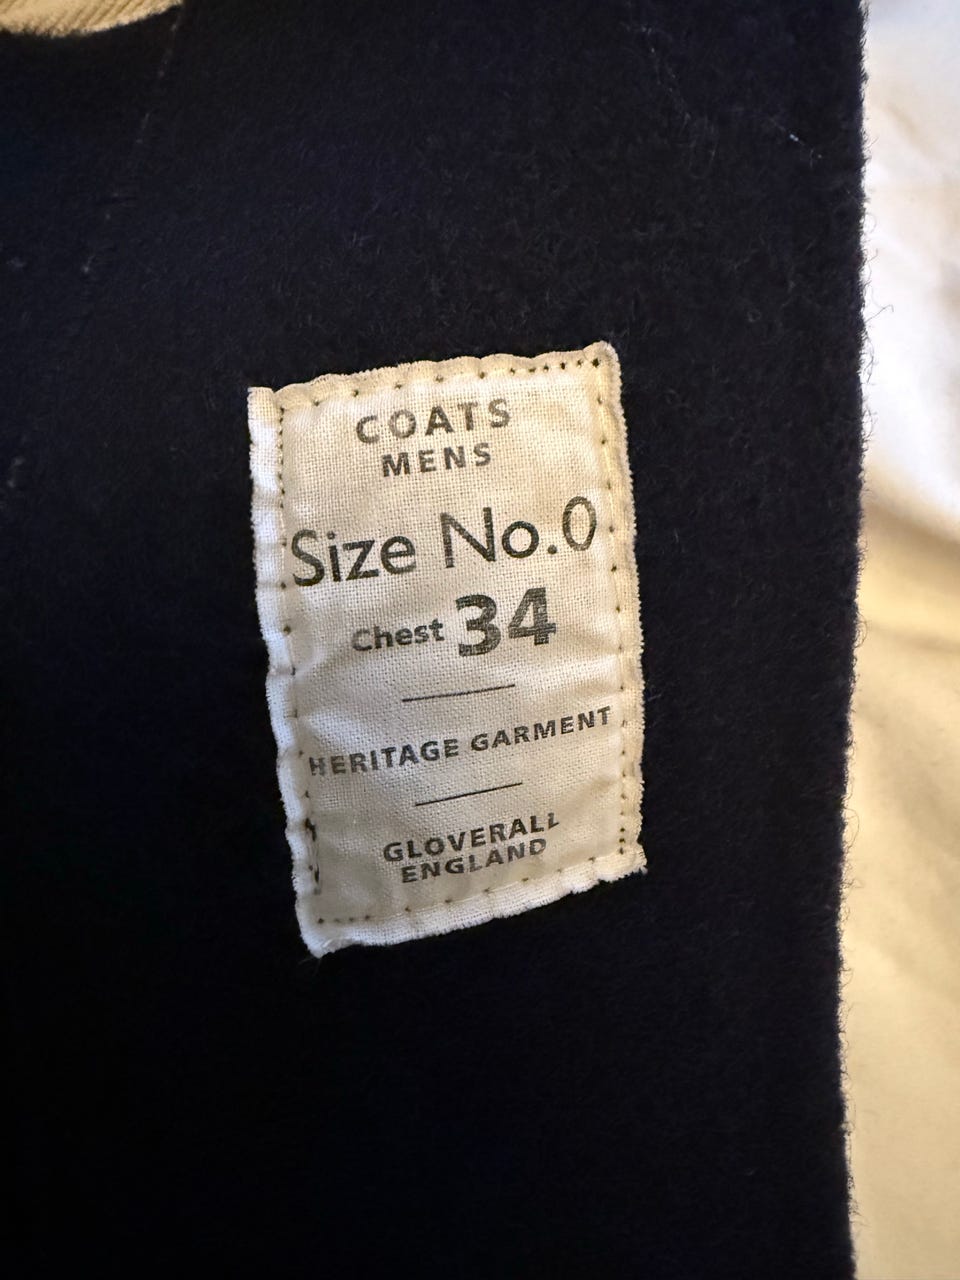 COATS
MENS
Size No.0
Chest 34
HERITAGE GARMENT
GLOVERALL
ENGLAND